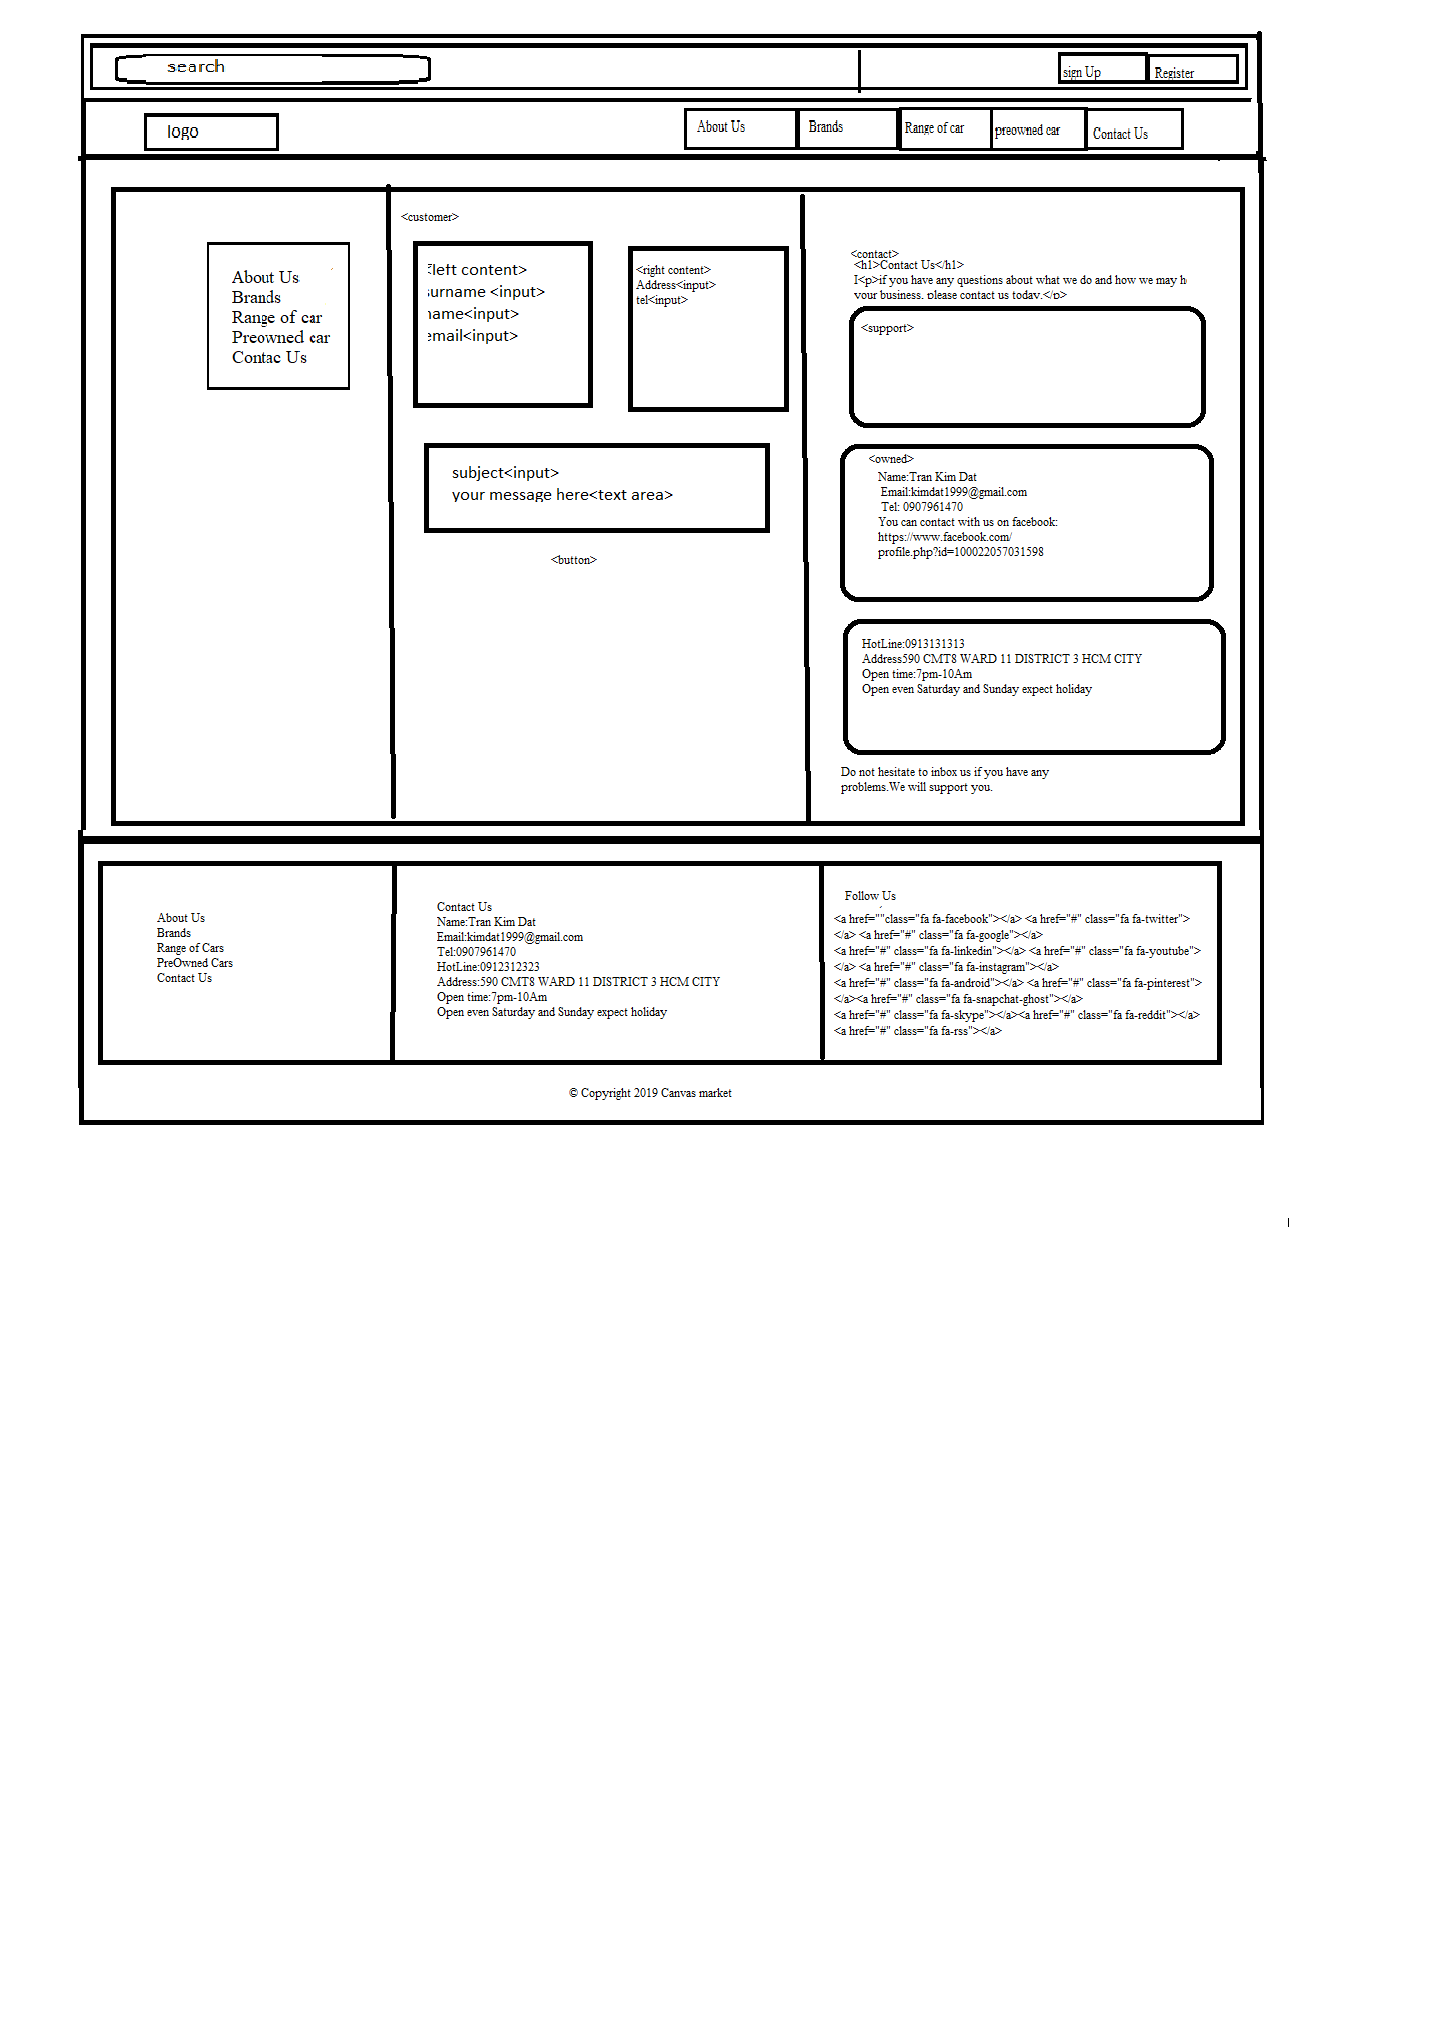 search
sign Up
Register
logo
About Us
Brands
Range of car
preowned car
Contact Us
About Us
Brands
Range of car
Preowned car
Contac Us
<customer>
left content>
surname <input>
name<input>
email<input>
<right content>
Address<input>
tel<input>
subject<input>
your message here<text area>
<button>
<contact>
<h1>Contact Us</h1>
I<p>if you have any questions about what we do and how we may h
your business, please contact us today.</p>
<support>
<owned>
Name:Tran Kim Dat
Email:kimdat1999@gmail.com
Tel: 0907961470
You can contact with us on facebook:
https://www.facebook.com/
profile.php?id=100022057031598
HotLine:0913131313
Address590 CMT8 WARD 11 DISTRICT 3 HCM CITY
Open time:7pm-10Am
Open even Saturday and Sunday expect holiday
Do not hesitate to inbox us if you have any
problems.We will support you.
About Us
Brands
Range of Cars
PreOwned Cars
Contact Us
Contact Us
Name:Tran Kim Dat
Email:kimdat1999@gmail.com
Tel:0907961470
HotLine:0912312323
Address:590 CMT8 WARD 11 DISTRICT 3 HCM CITY
Open time:7pm-10Am
Open even Saturday and Sunday expect holiday
Follow Us
<a href=""class="fa fa-facebook"></a> <a href="#" class="fa fa-twitter">
</a> <a href="#" class="fa fa-google"></a>
<a href="#" class="fa fa-linkedin"></a> <a href="#" class="fa fa-youtube">
</a> <a href="#" class="fa fa-instagram"></a>
<a href="#" class="fa fa-android"></a> <a href="#" class="fa fa-pinterest">
</a><a href="#" class="fa fa-snapchat-ghost"></a>
<a href="#" class="fa fa-skype"></a><a href="#" class="fa fa-reddit"></a>
<a href="#" class="fa fa-rss"></a>
© Copyright 2019 Canvas market